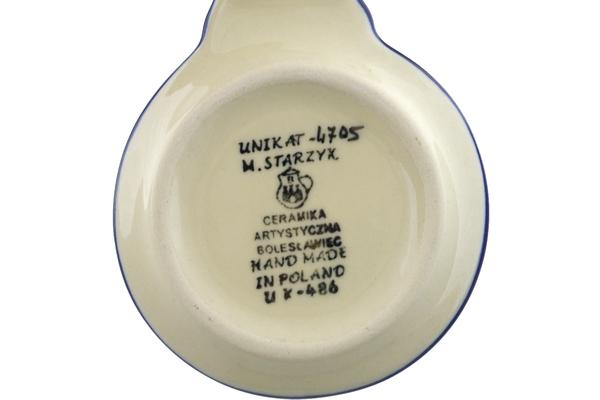 UNIKAT-4705
M. STARZYK
CERAMIKA
ARTYSTYCZNA
BOLESŁAWIEC
HAND MADE
IN POLAND
U X-486